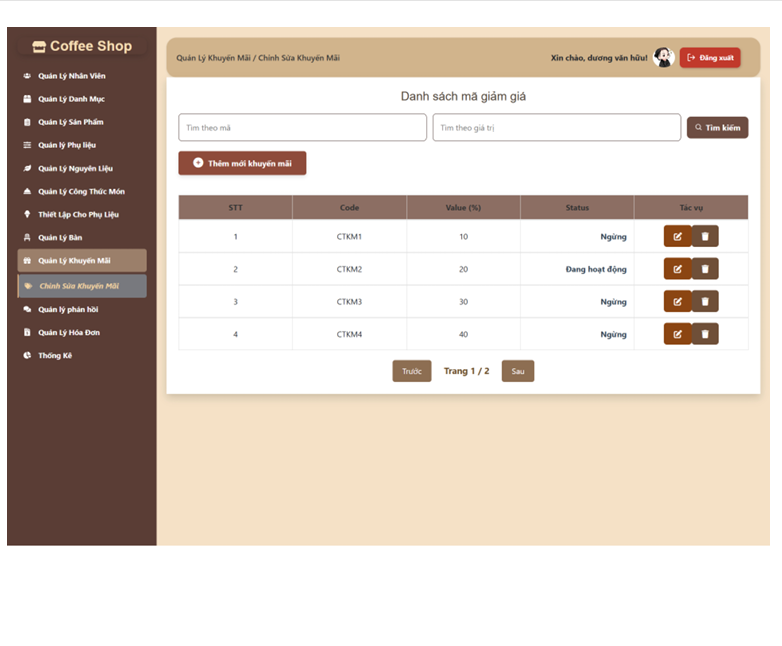 Coffee Shop
Quản Lý Nhân Viên
Quản Lý Danh Mục
Quản Lý Sản Phẩm
Quản lý Phụ liệu
Quản Lý Nguyên Liệu
Quản Lý Công Thức Món
Thiết Lập Cho Phụ Liệu
Quản Lý Bàn
Quản Lý Khuyến Mãi
Chỉnh Sửa Khuyến Mãi
Quản lý phản hồi
Quản Lý Hóa Đơn
Thống Kê
Quản Lý Khuyến Mãi / Chỉnh Sửa Khuyến Mãi
Xin chào, dương văn hữu!
Đăng xuất
Danh sách mã giảm giá
Tìm theo mã
Tìm theo giá trị
Tìm kiếm
Thêm mới khuyến mãi
STT Code Value (%) Status Tác vụ
1 CTKM1 10 Ngừng
2 CTKM2 20 Đang hoạt động
3 CTKM3 30 Ngừng
4 CTKM4 40 Ngừng
Trước Trang 1 / 2 Sau